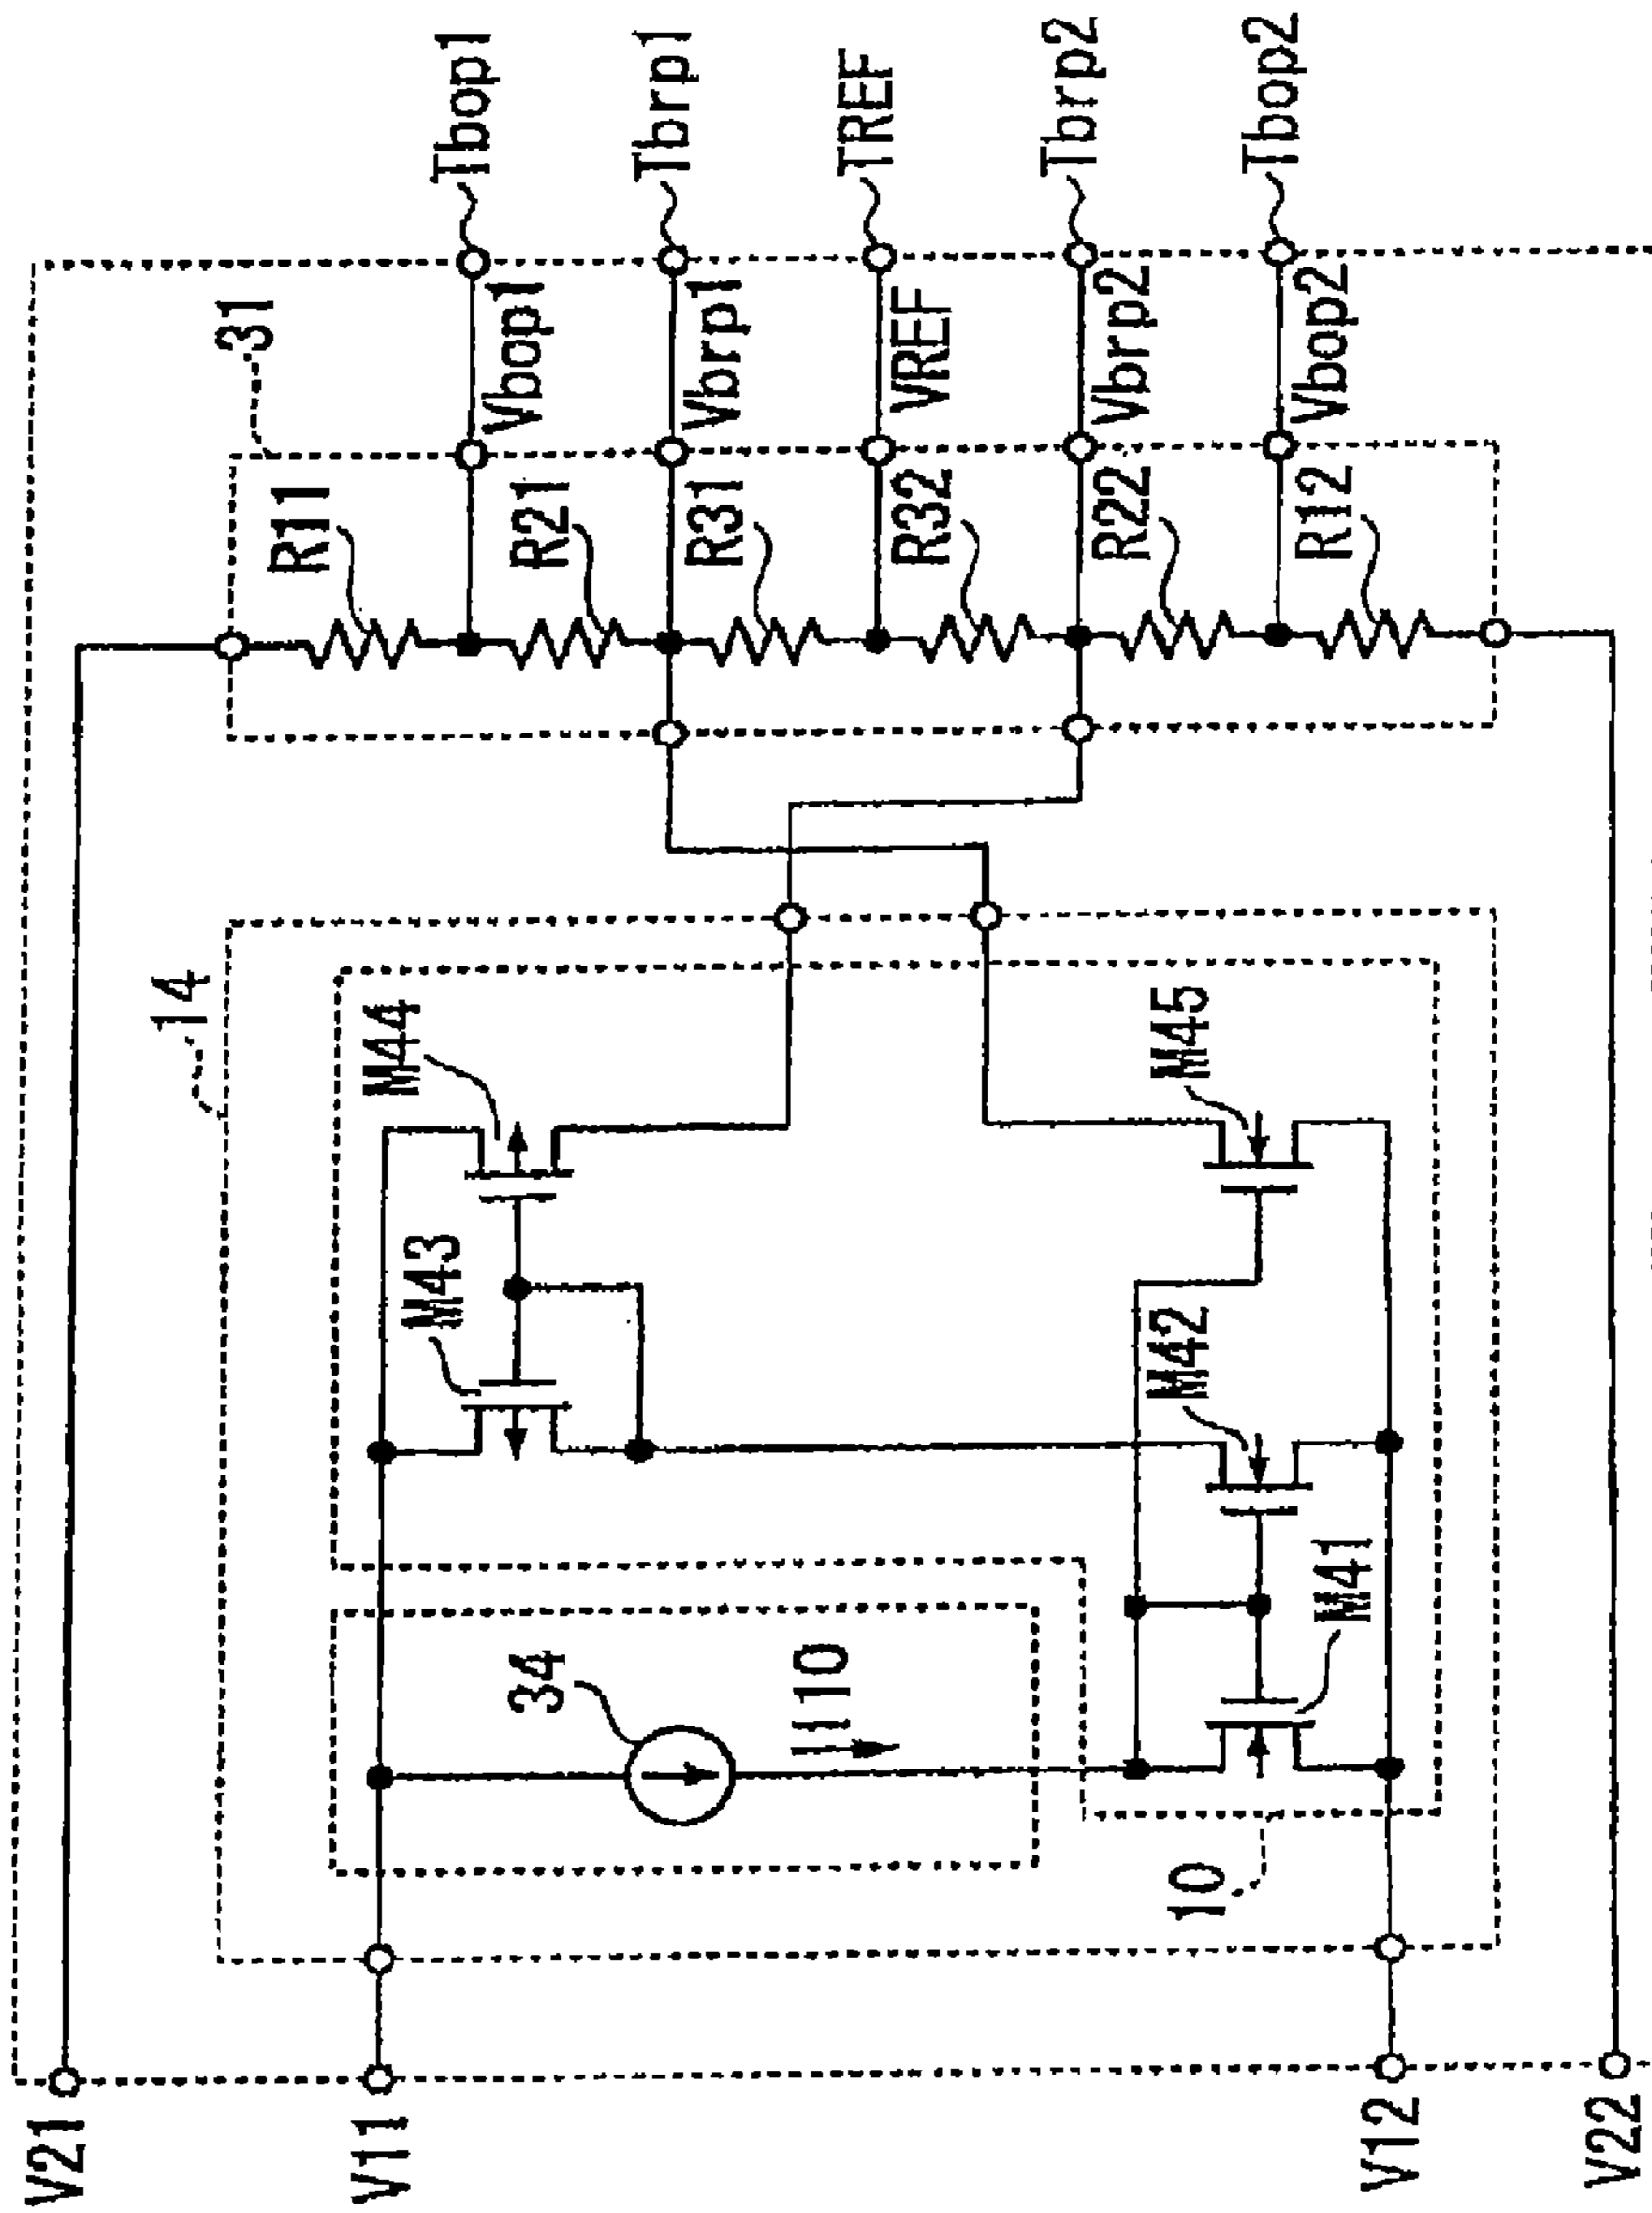 V21
V11
V12
V22
14
10
34
I110
M41
M42
M43
M44
M45
31
R11
R21
R31
R32
R22
R12
Vbop1
Vbrp1
VREF
Vbrp2
Vbop2
Tbop1
Tbrp1
TREF
Tbrp2
Tbop2